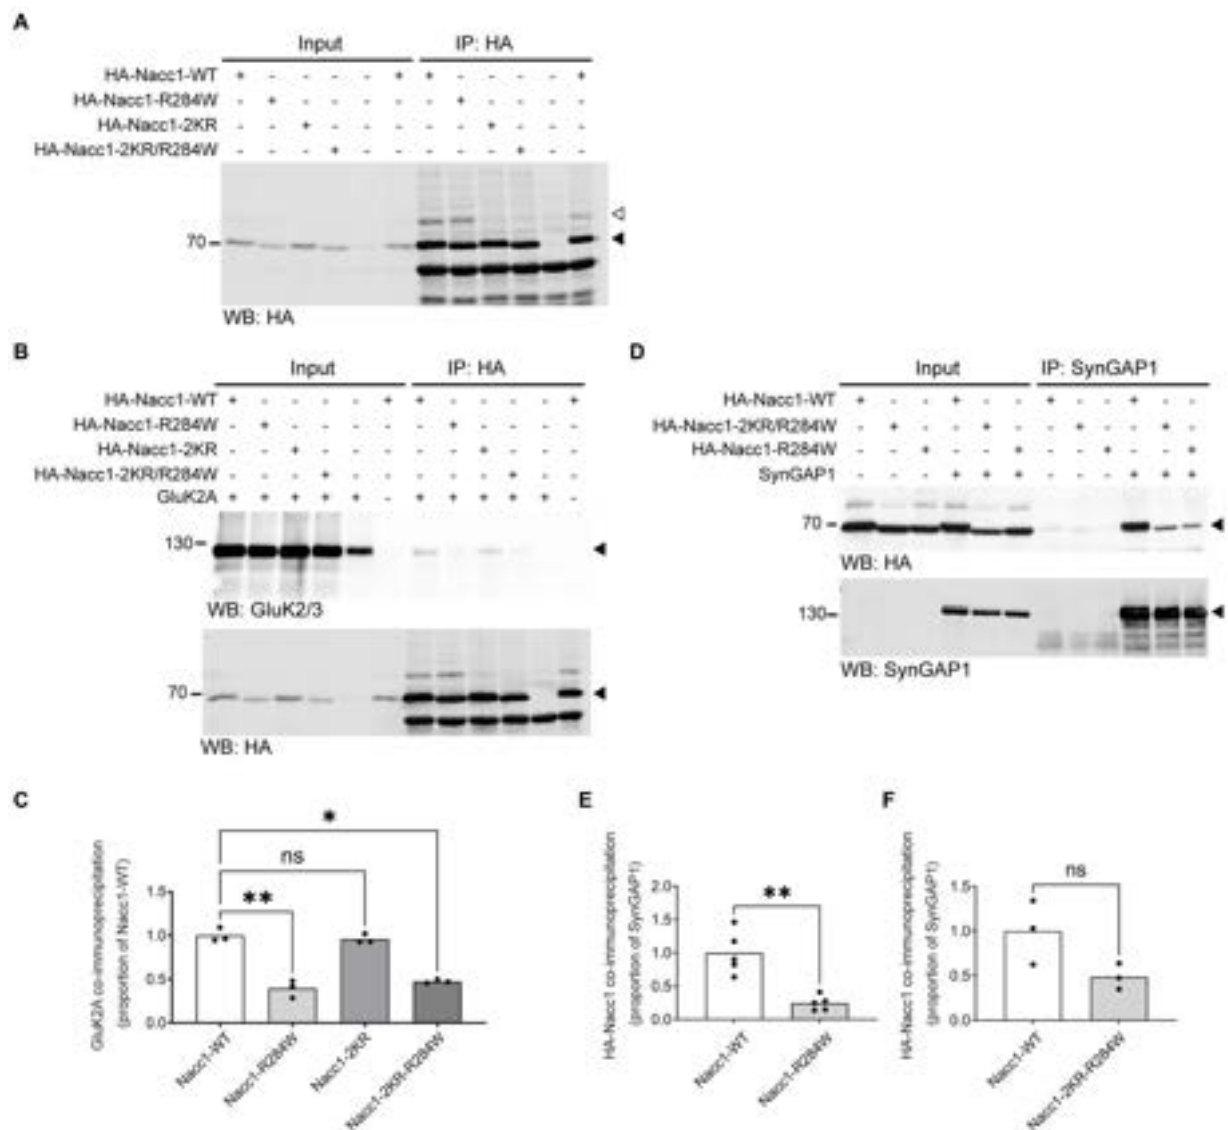 A
Input IP: HA
HA-Nacc1-WT + - - - - + + - - - - +
HA-Nacc1-R284W - + - - - - - + - - - -
HA-Nacc1-2KR - - + - - - - - + - - -
HA-Nacc1-2KR/R284W - - - + - - - - - + - -
70
WB: HA
B
Input IP: HA
HA-Nacc1-WT + - - - - + + - - - - +
HA-Nacc1-R284W - + - - - - - + - - - -
HA-Nacc1-2KR - - + - - - - - + - - -
HA-Nacc1-2KR/R284W - - - + - - - - - + - -
GluK2A + + + + + - + + + + + -
130
WB: GluK2/3
70
WB: HA
D
Input IP: SynGAP1
HA-Nacc1-WT + - - + - - + - - + - -
HA-Nacc1-2KR/R284W - + - - + - - + - - + -
HA-Nacc1-R284W - - + - - + - - + - - +
SynGAP1 - - - + + + - - - + + +
70
WB: HA
130
WB: SynGAP1
C
GluK2A co-immunoprecipitation
(proportion of Nacc1-WT)
1.5
1.0
0.5
0.0
*
ns
**
Nacc1-WT
Nacc1-R284W
Nacc1-2KR
Nacc1-2KR-R284W
E
HA-Nacc1 co-immunoprecipitation
(proportion of SynGAP1)
2.0
1.5
1.0
0.5
0.0
**
Nacc1-WT
Nacc1-R284W
F
HA-Nacc1 co-immunoprecipitation
(proportion of SynGAP1)
1.5
1.0
0.5
0.0
ns
Nacc1-WT
Nacc1-2KR-R284W